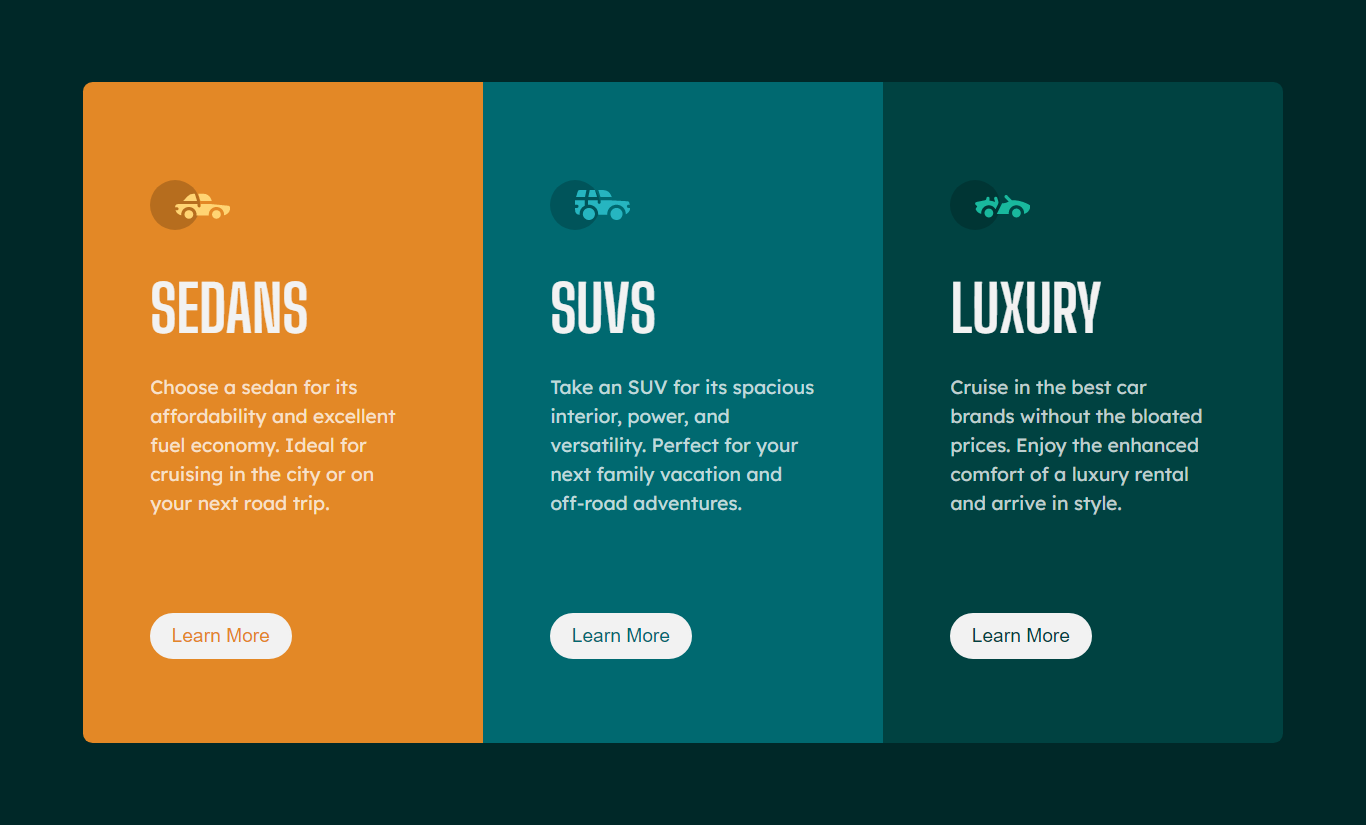 SEDANS
Choose a sedan for its
affordability and excellent
fuel economy. Ideal for
cruising in the city or on
your next road trip.
Learn More
SUVS
Take an SUV for its spacious
interior, power, and
versatility. Perfect for your
next family vacation and
off-road adventures.
Learn More
LUXURY
Cruise in the best car
brands without the bloated
prices. Enjoy the enhanced
comfort of a luxury rental
and arrive in style.
Learn More